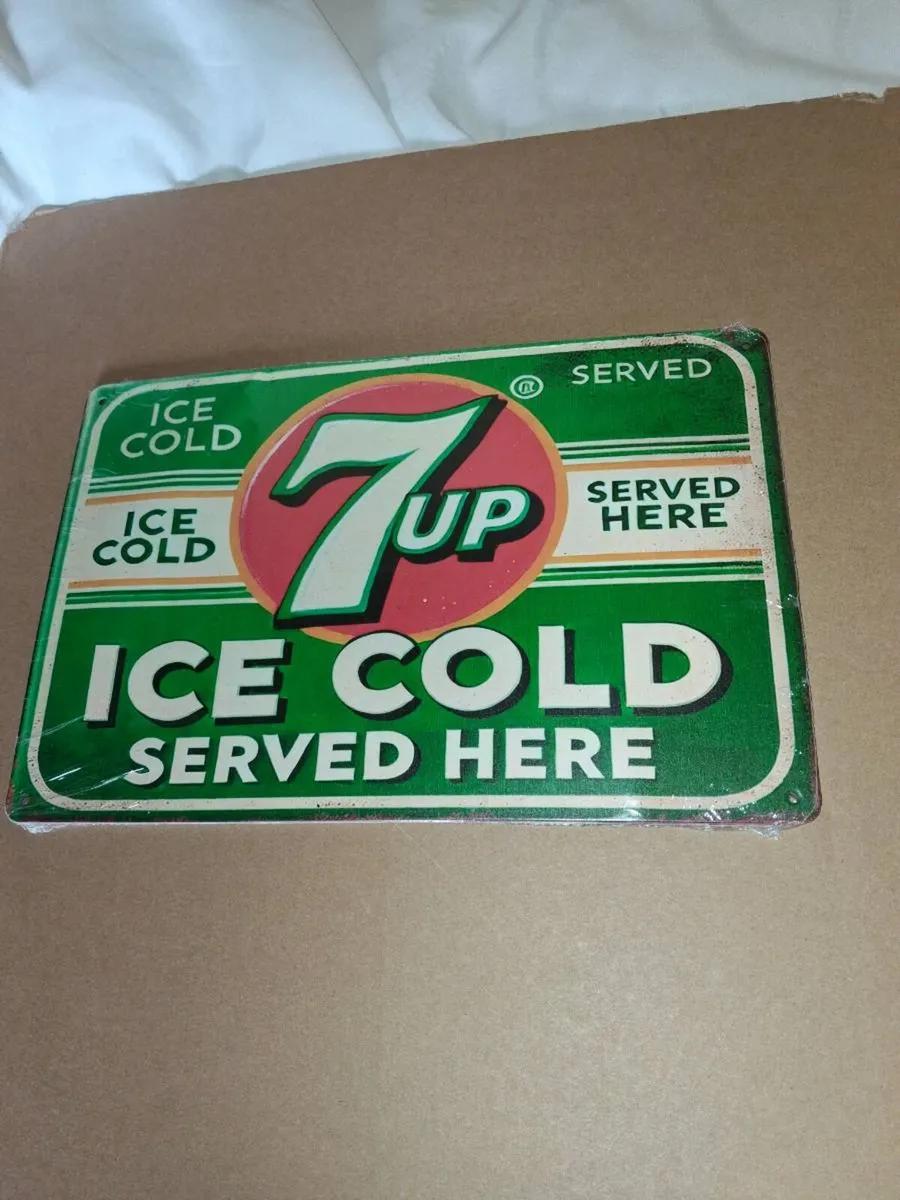 ICE
COLD
SERVED
7UP ®
ICE
COLD
SERVED
HERE
ICE COLD
SERVED HERE